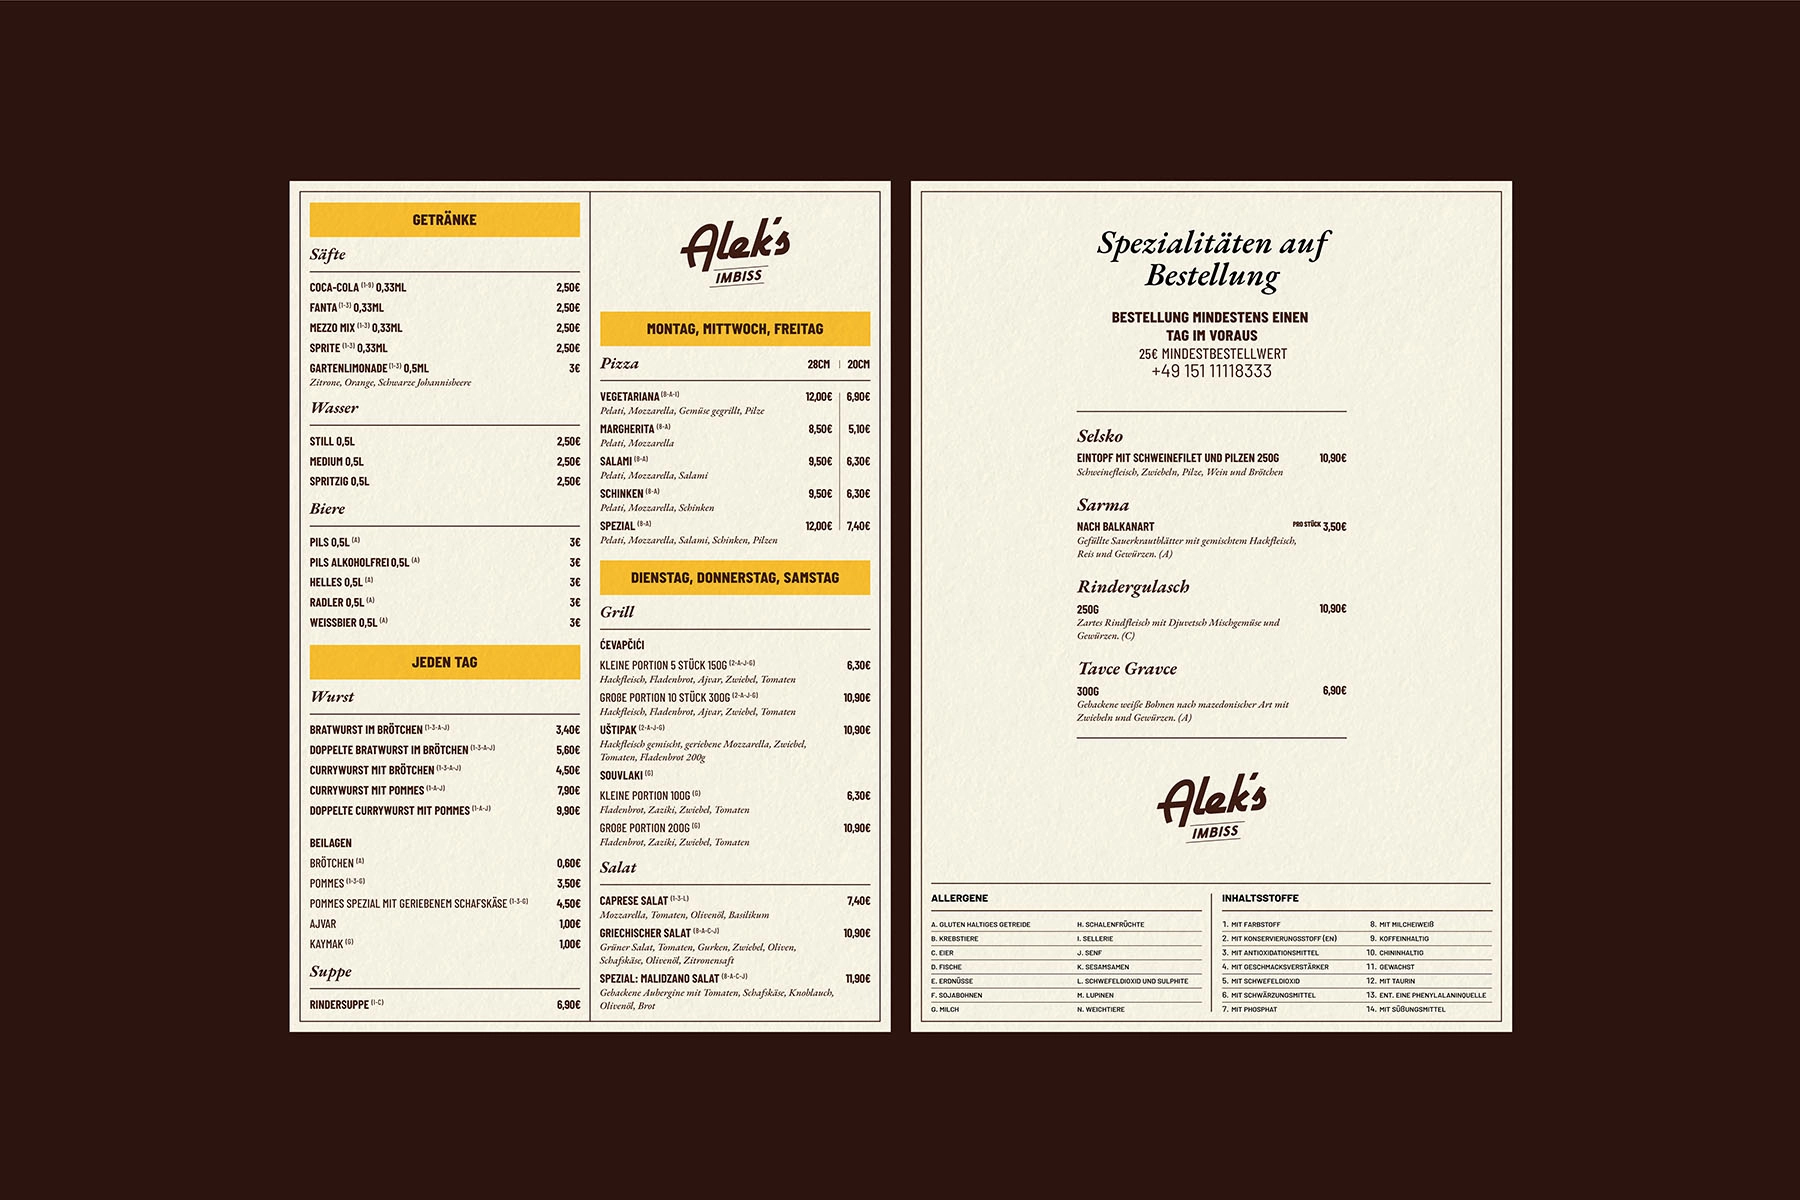 GETRÄNKE
Säfte
COCA-COLA (1-9) 0,33ML 2,50€
FANTA (1-3) 0,33ML 2,50€
MEZZO MIX (1-3) 0,33ML 2,50€
SPRITE (1-3) 0,33ML 2,50€
GARTENLIMONADE (1-3) 0,5ML 3€
Zitrone, Orange, Schwarze Johannisbeere
Wasser
STILL 0,5L 2,50€
MEDIUM 0,5L 2,50€
SPRITZIG 0,5L 2,50€
Biere
PILS 0,5L (A) 3€
PILS ALKOHOLFREI 0,5L (A) 3€
HELLES 0,5L (A) 3€
RADLER 0,5L (A) 3€
WEISSBIER 0,5L (A) 3€
JEDEN TAG
Wurst
BRATWURST IM BRÖTCHEN (1-3-A-J) 3,40€
DOPPELTE BRATWURST IM BRÖTCHEN (1-3-A-J) 5,60€
CURRYWURST MIT BRÖTCHEN (1-3-A-J) 4,50€
CURRYWURST MIT POMMES (1-A-J) 7,90€
DOPPELTE CURRYWURST MIT POMMES (1-A-J) 9,90€
BEILAGEN
BRÖTCHEN (A) 0,60€
POMMES (1-3-G) 3,50€
POMMES SPEZIAL MIT GERIEBENEM SCHAFSKÄSE (1-3-G) 4,50€
AJVAR 1,00€
KAYMAK (G) 1,00€
Suppe
RINDERSUPPE (I-C) 6,90€
Alek's
IMBISS
MONTAG, MITTWOCH, FREITAG
Pizza 28CM | 20CM
VEGETARIANA (8-A-I) 12,00€ 6,90€
Pelati, Mozzarella, Gemüse gegrillt, Pilze
MARGHERITA (8-A) 8,50€ 5,10€
Pelati, Mozzarella
SALAMI (8-A) 9,50€ 6,30€
Pelati, Mozzarella, Salami
SCHINKEN (8-A) 9,50€ 6,30€
Pelati, Mozzarella, Schinken
SPEZIAL (8-A) 12,00€ 7,40€
Pelati, Mozzarella, Salami, Schinken, Pilzen
DIENSTAG, DONNERSTAG, SAMSTAG
Grill
ĆEVAPČIĆI
KLEINE PORTION 5 STÜCK 150G (2-A-J-G) 6,30€
Hackfleisch, Fladenbrot, Ajvar, Zwiebel, Tomaten
GROßE PORTION 10 STÜCK 300G (2-A-J-G) 10,90€
Hackfleisch, Fladenbrot, Ajvar, Zwiebel, Tomaten
UŠTIPAK (2-A-J-G) 10,90€
Hackfleisch gemischt, geriebene Mozzarella, Zwiebel,
Tomaten, Fladenbrot 200g
SOUVLAKI (G)
KLEINE PORTION 100G (G) 6,30€
Fladenbrot, Zaziki, Zwiebel, Tomaten
GROßE PORTION 200G (G) 10,90€
Fladenbrot, Zaziki, Zwiebel, Tomaten
Salat
CAPRESE SALAT (1-3-L) 7,40€
Mozzarella, Tomaten, Olivenöl, Basilikum
GRIECHISCHER SALAT (8-A-C-J) 10,90€
Grüner Salat, Tomaten, Gurken, Zwiebel, Oliven,
Schafskäse, Olivenöl, Zitronensaft
SPEZIAL: MALIDZANO SALAT (8-A-C-J) 11,90€
Gebackene Aubergine mit Tomaten, Schafskäse, Knoblauch,
Olivenöl, Brot
Spezialitäten auf
Bestellung
BESTELLUNG MINDESTENS EINEN
TAG IM VORAUS
25€ MINDESTBESTELLWERT
+49 151 11118333
Selsko
EINTOPF MIT SCHWEINEFILET UND PILZEN 250G 10,90€
Schweinefleisch, Zwiebeln, Pilze, Wein und Brötchen
Sarma
NACH BALKANART PRO STÜCK 3,50€
Gefüllte Sauerkrautblätter mit gemischtem Hackfleisch,
Reis und Gewürzen. (A)
Rindergulasch
250G 10,90€
Zartes Rindfleisch mit Djuvetsch Mischgemüse und
Gewürzen. (C)
Tavce Gravce
300G 6,90€
Gebackene weiße Bohnen nach mazedonischer Art mit
Zwiebeln und Gewürzen. (A)
Alek's
IMBISS
ALLERGENE
A. GLUTEN HALTIGES GETREIDE
B. KREBSTIERE
C. EIER
D. FISCHE
E. ERDNÜSSE
F. SOJABOHNEN
G. MILCH
H. SCHALENFRÜCHTE
I. SELLERIE
J. SENF
K. SESAMSAMEN
L. SCHWEFELDIOXID UND SULPHITE
M. LUPINEN
N. WEICHTIERE
INHALTSSTOFFE
1. MIT FARBSTOFF
2. MIT KONSERVIERUNGSSTOFF (EN)
3. MIT ANTIOXIDATIONSMITTEL
4. MIT GESCHMACKSVERSTÄRKER
5. MIT SCHWEFELDIOXID
6. MIT SCHWÄRZUNGSMITTEL
7. MIT PHOSPHAT
8. MIT MILCHEIWEIß
9. KOFFEINHALTIG
10. CHININHALTIG
11. GEWACHST
12. MIT TAURIN
13. ENT. EINE PHENYLALANINQUELLE
14. MIT SÜßUNGSMITTEL